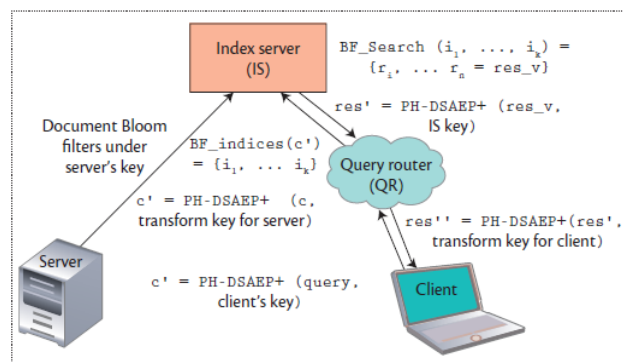 Index server
(IS)
BF_Search (i1, ..., ik) =
{ri, ... rn = res_v}
res' = PH-DSAEP+ (res_v,
IS key)
Document Bloom
filters under
server's key
BF_indices(c')
= {i1, ... ik}
Query router
(QR)
c' = PH-DSAEP+ (c,
transform key for server)
res'' = PH-DSAEP+(res',
transform key for client)
Server
c' = PH-DSAEP+ (query,
client's key)
Client